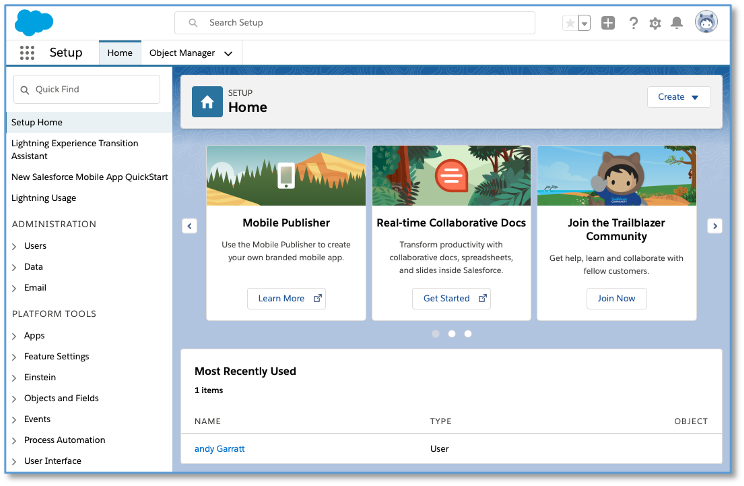 Search Setup
Setup
Home
Object Manager
Quick Find
Setup Home
Lightning Experience Transition
Assistant
New Salesforce Mobile App QuickStart
Lightning Usage
ADMINISTRATION
Users
Data
Email
PLATFORM TOOLS
Apps
Feature Settings
Einstein
Objects and Fields
Events
Process Automation
User Interface
SETUP
Home
Create
Mobile Publisher
Use the Mobile Publisher to create
your own branded mobile app.
Learn More
Real-time Collaborative Docs
Transform productivity with
collaborative docs, spreadsheets,
and slides inside Salesforce.
Get Started
Join the Trailblazer
Community
Get help, learn and collaborate with
fellow customers.
Join Now
Most Recently Used
1 items
NAME TYPE OBJECT
andy Garratt User